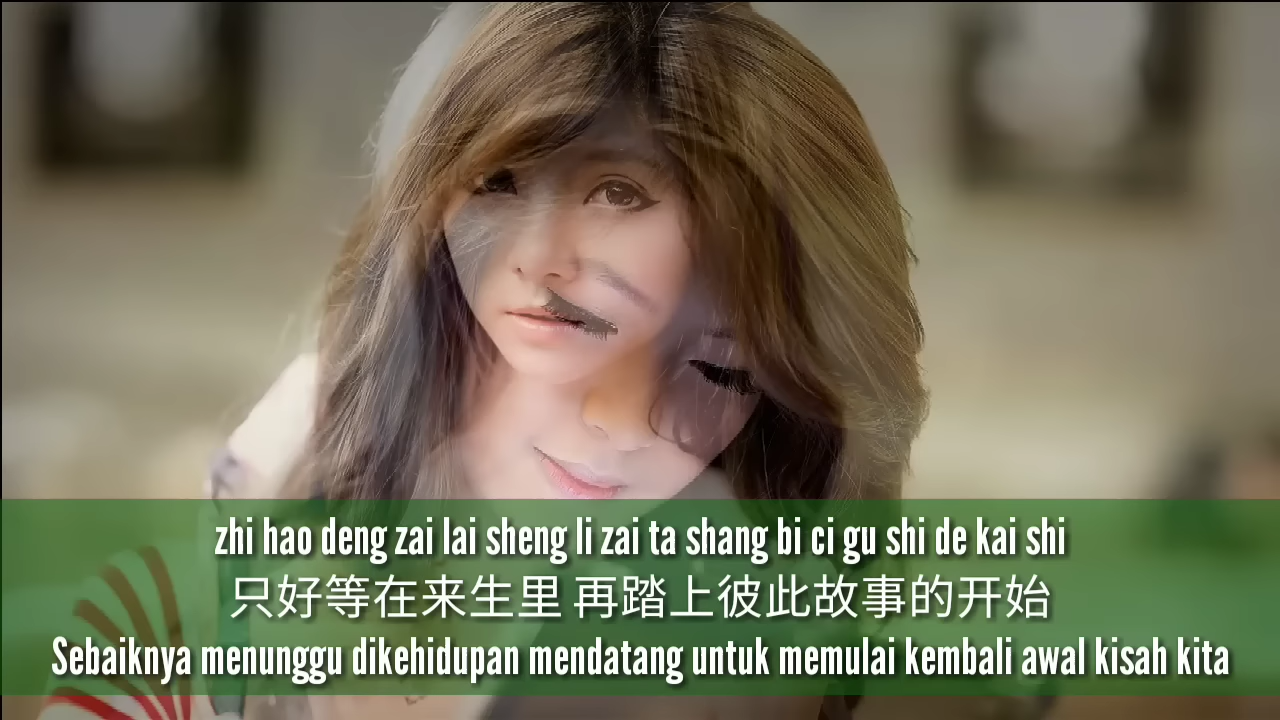 zhi hao deng zai lai sheng li zai ta shang bi ci gu shi de kai shi
只好等在来生里 再踏上彼此故事的开始
Sebaiknya menunggu dikehidupan mendatang untuk memulai kembali awal kisah kita